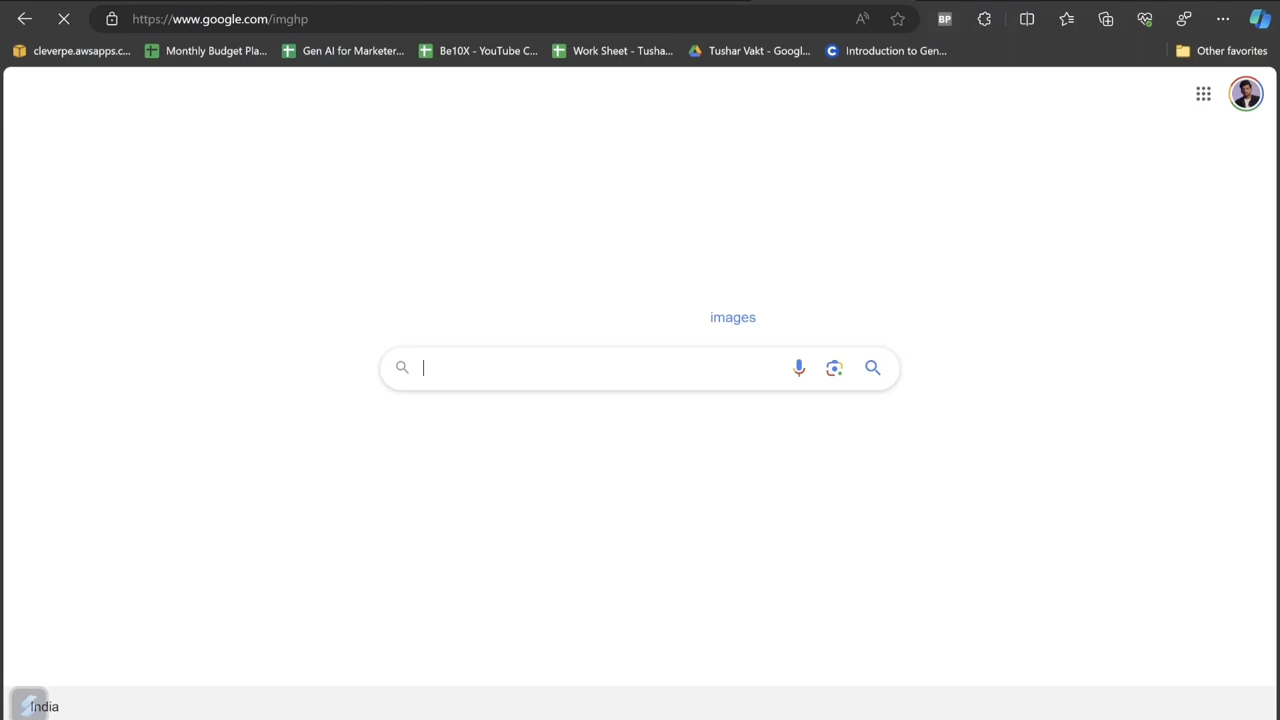 https://www.google.com/imghp
BP
cleverpe.awsapps.c... Monthly Budget Pla... Gen AI for Marketer... Be10X - YouTube C... Work Sheet - Tusha... Tushar Vakt - Googl... C Introduction to Gen... Other favorites
images
India